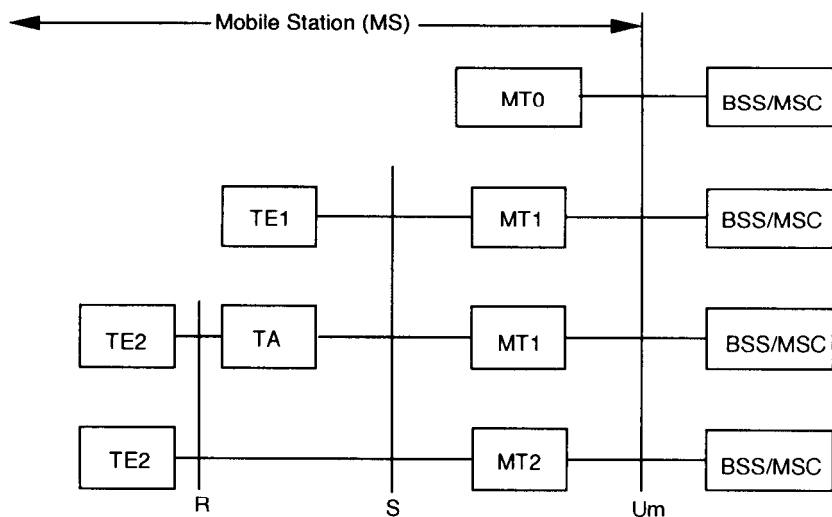 Mobile Station (MS)
MT0 BSS/MSC
TE1 MT1 BSS/MSC
TE2 TA MT1 BSS/MSC
TE2 MT2 BSS/MSC
R S Um